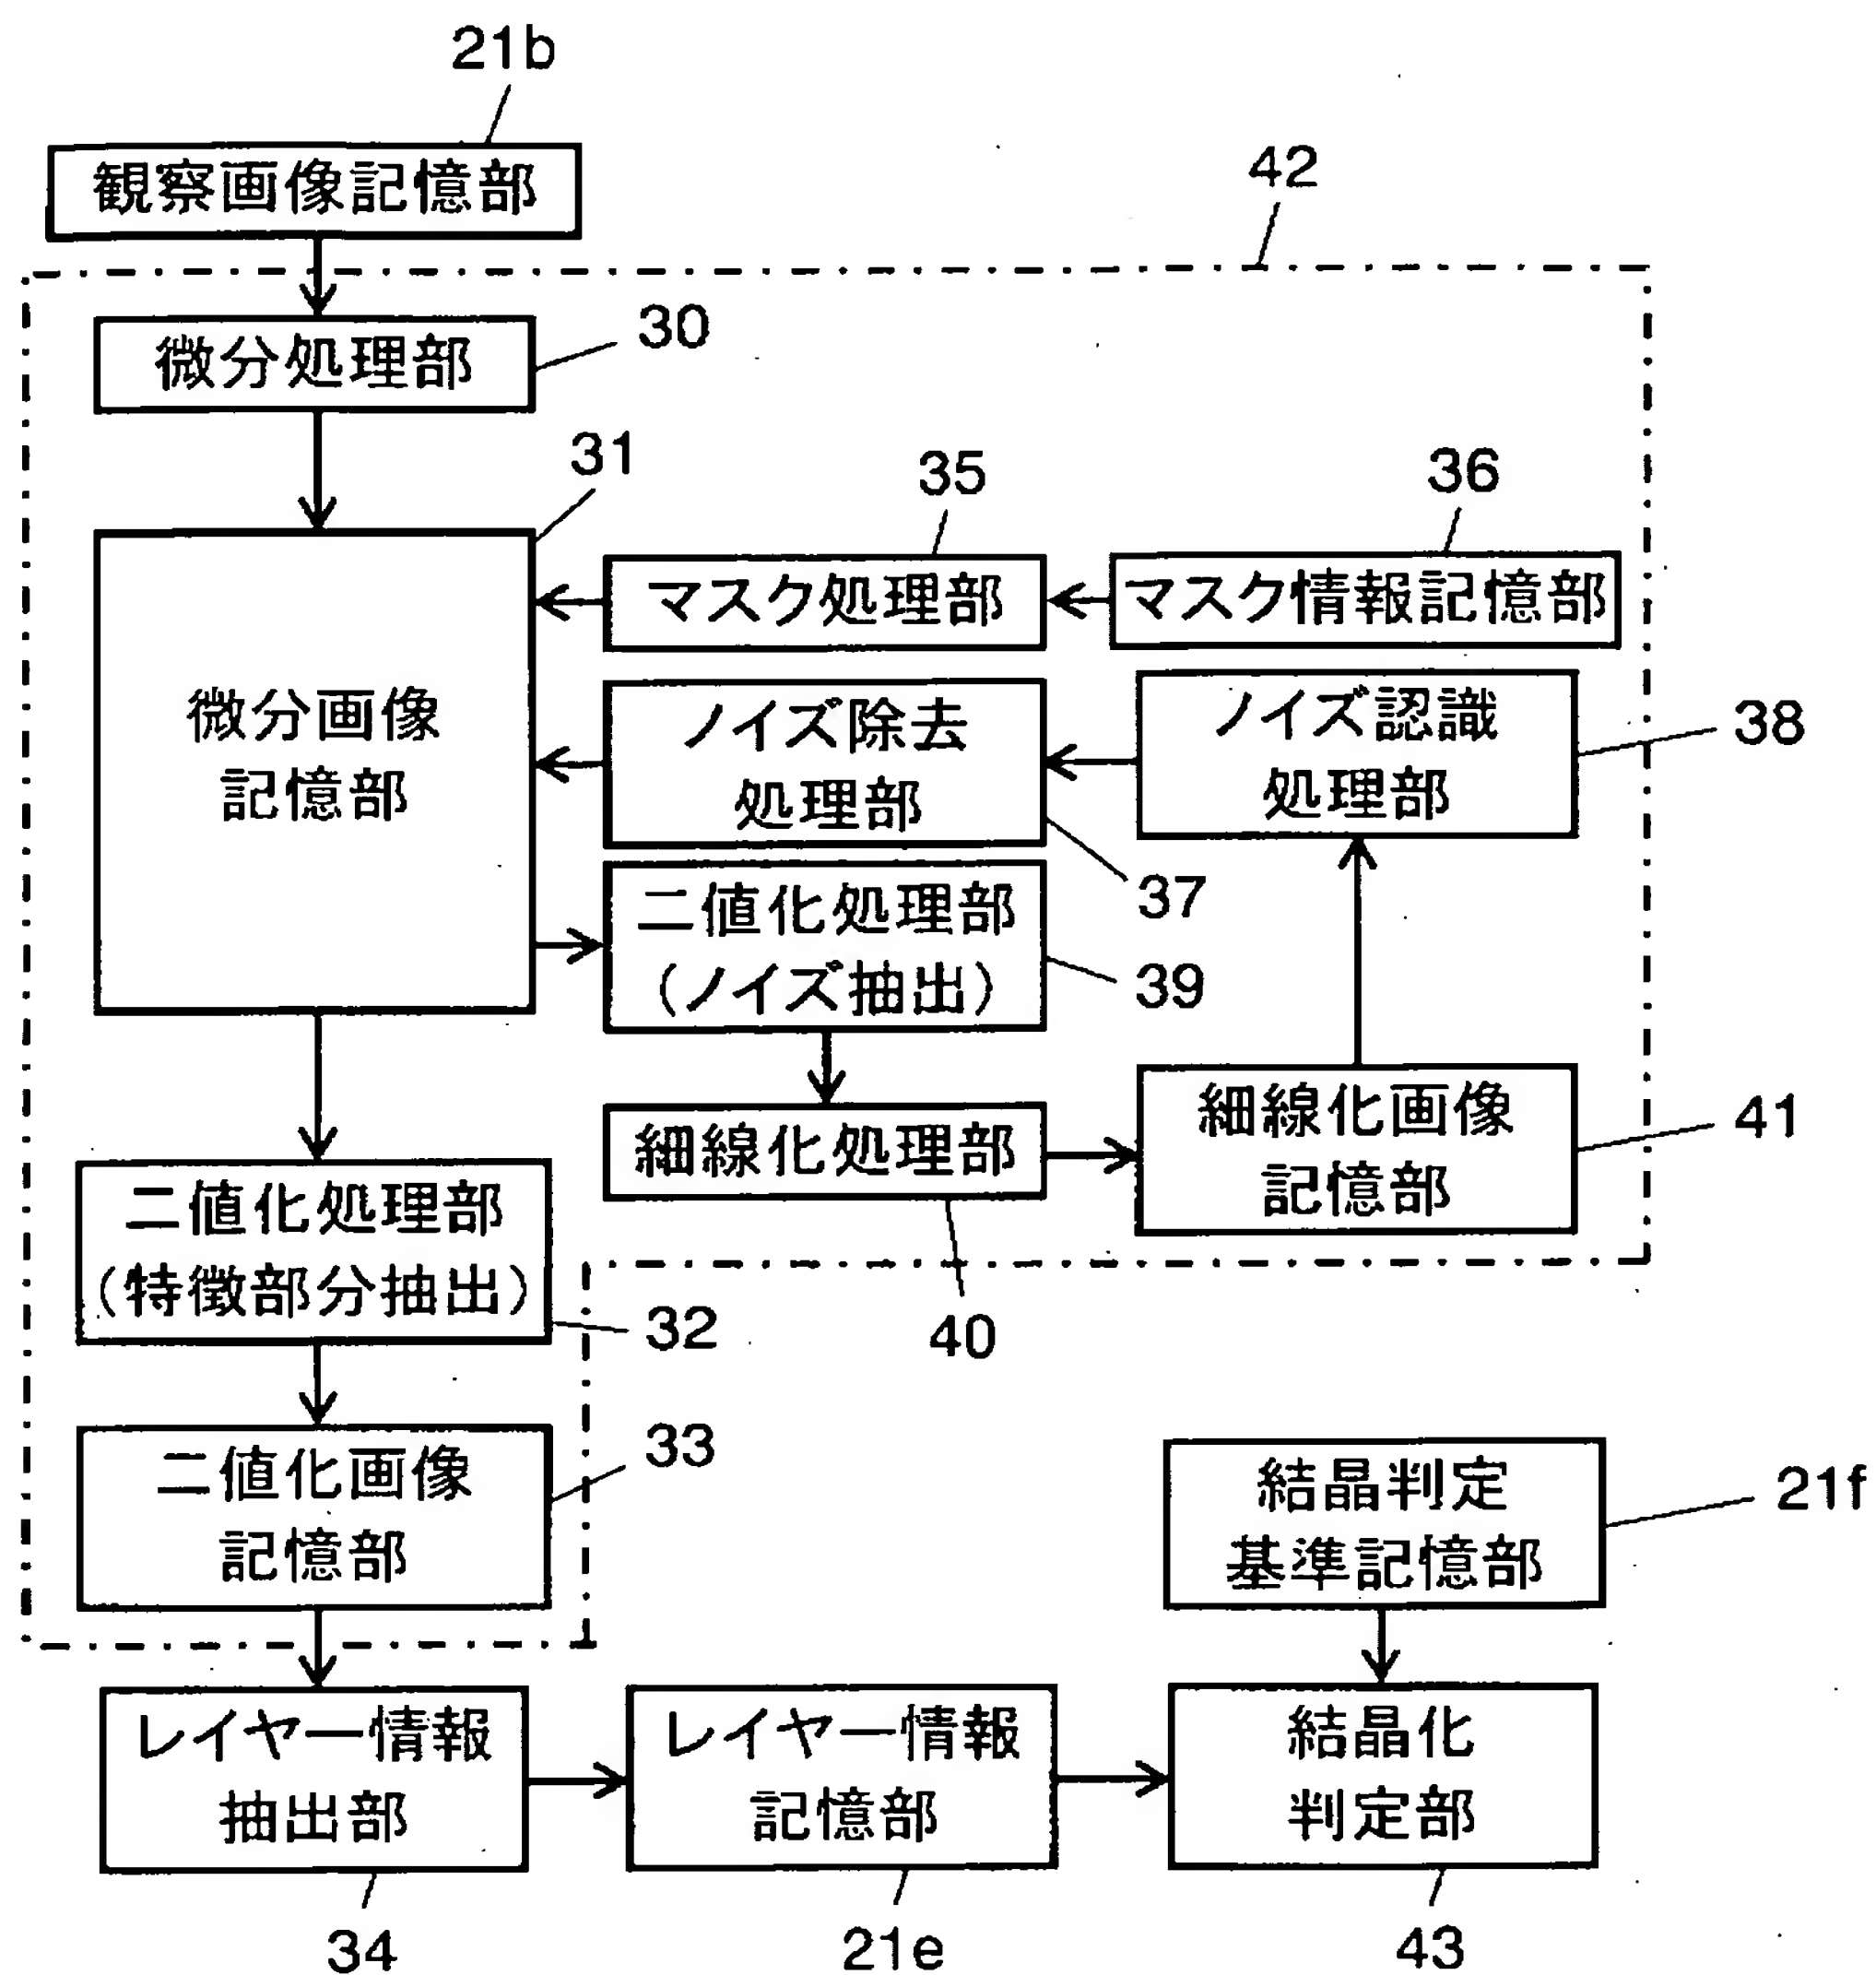 21b
観察画像記憶部
42
微分処理部
30
31
35
36
マスク処理部
マスク情報記憶部
微分画像
記憶部
ノイズ除去
処理部
ノイズ認識
処理部
38
37
二値化処理部
(ノイズ抽出)
39
細線化処理部
細線化画像
記憶部
41
40
二値化処理部
(特徴部分抽出)
32
二値化画像
記憶部
33
結晶判定
基準記憶部
21f
レイヤー情報
抽出部
レイヤー情報
記憶部
結晶化
判定部
34
21e
43